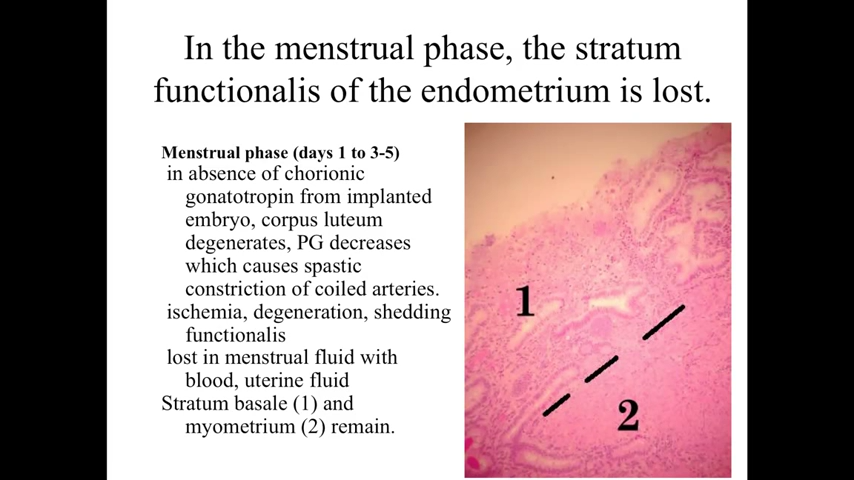 In the menstrual phase, the stratum
functionalis of the endometrium is lost.
Menstrual phase (days 1 to 3-5)
in absence of chorionic
gonatotropin from implanted
embryo, corpus luteum
degenerates, PG decreases
which causes spastic
constriction of coiled arteries.
ischemia, degeneration, shedding
functionalis
lost in menstrual fluid with
blood, uterine fluid
Stratum basale (1) and
myometrium (2) remain.
1
2